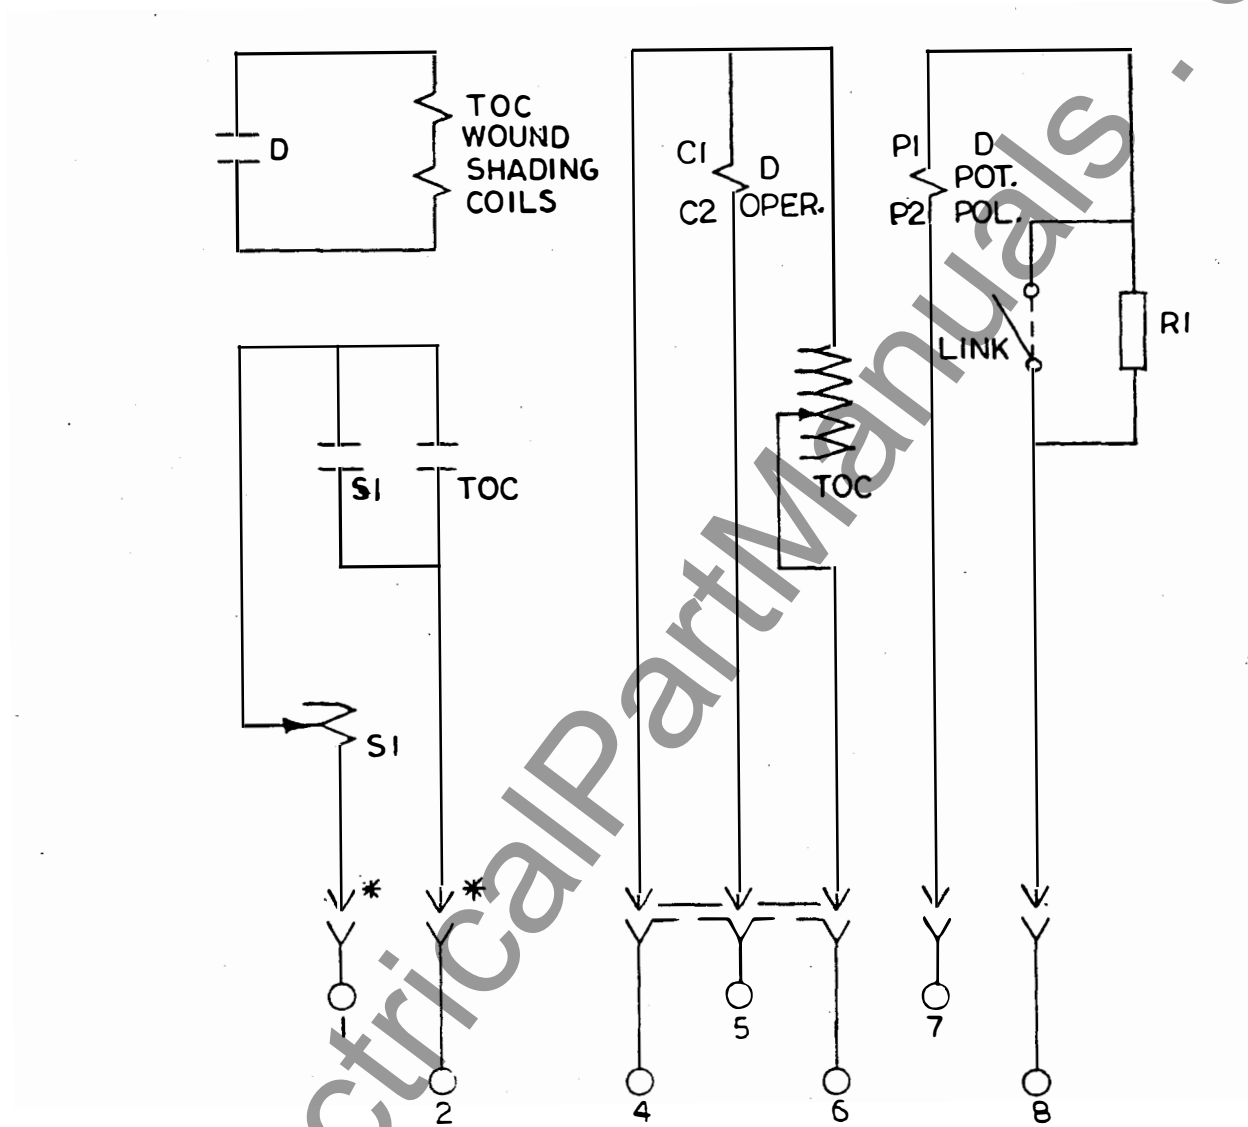 TOC
WOUND
SHADING
COILS
D
C1
C2
D
OPER.
P1
P2
D
POT.
POL.
LINK
R1
S1
TOC
TOC
S1
*
*
1
2
4
5
6
7
8
ctricalPartManuals .